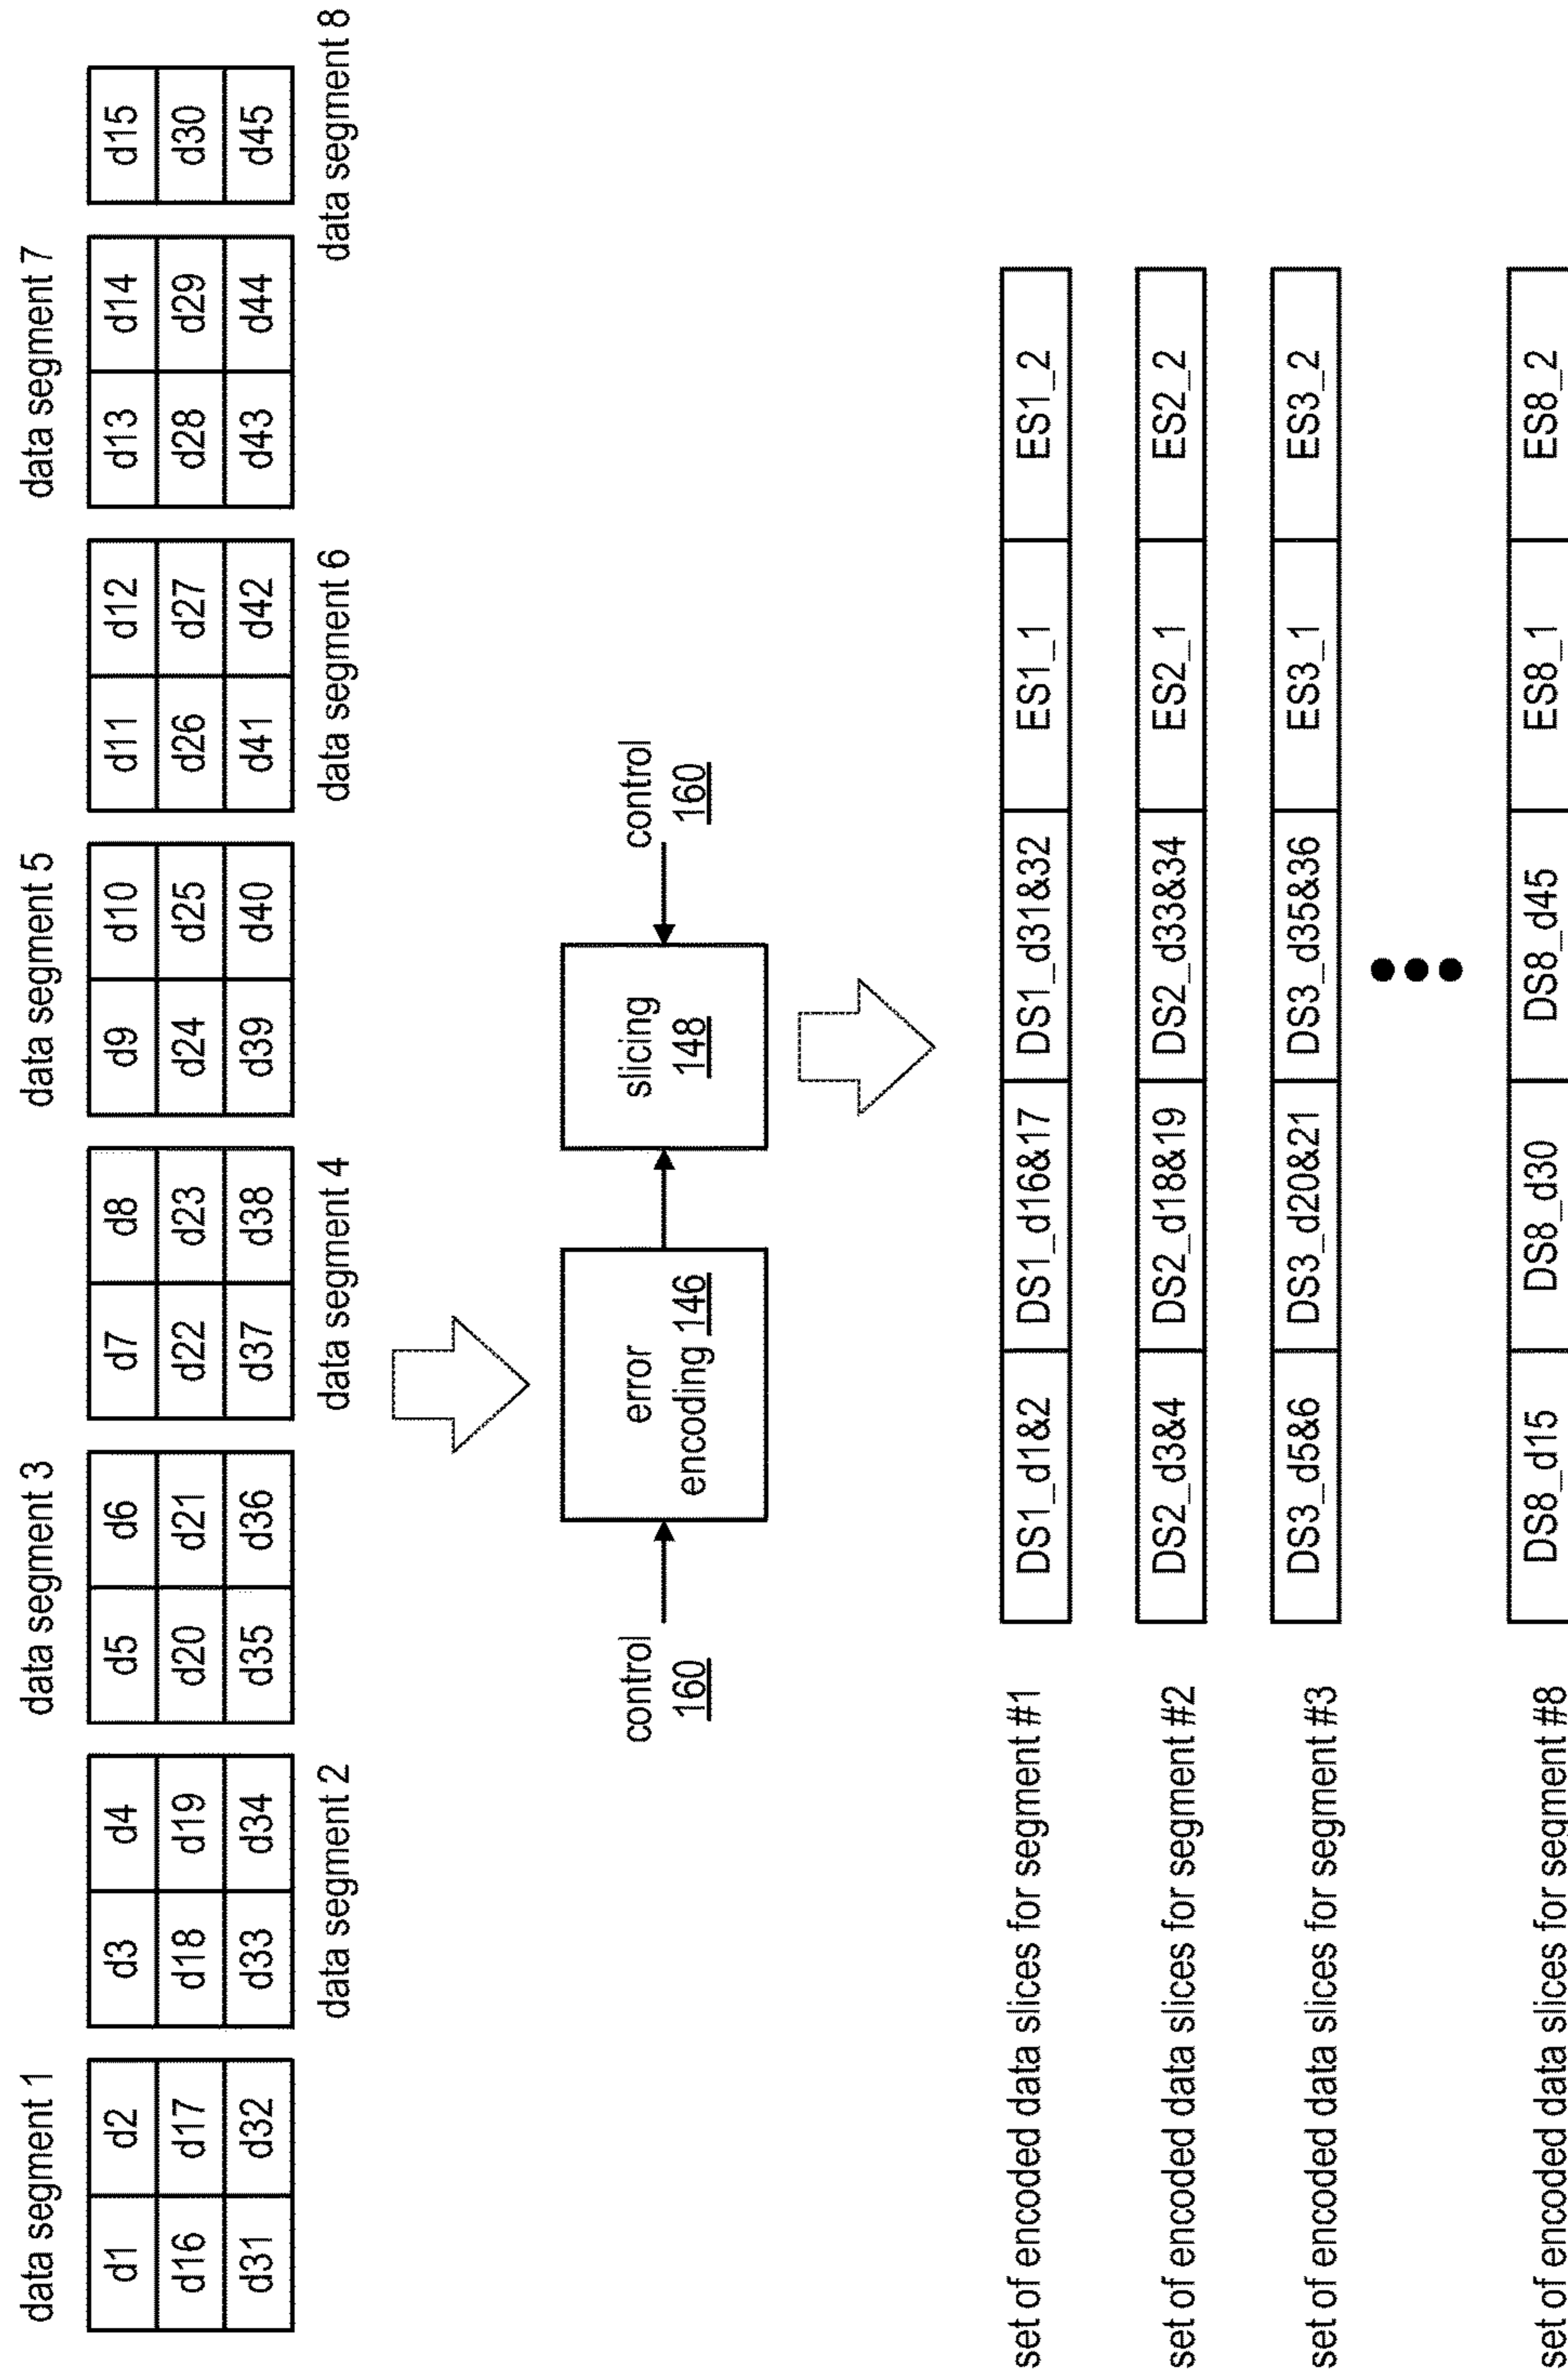 data segment 1
data segment 3
data segment 5
data segment 7
d1 d2 d3 d4 d5 d6 d7 d8 d9 d10 d11 d12 d13 d14 d15
d16 d17 d18 d19 d20 d21 d22 d23 d24 d25 d26 d27 d28 d29 d30
d31 d32 d33 d34 d35 d36 d37 d38 d39 d40 d41 d42 d43 d44 d45
data segment 2
data segment 4
data segment 6
data segment 8
control
160
error
encoding 146
slicing
148
control
160
set of encoded data slices for segment #1
DS1_d1&2 DS1_d16&17 DS1_d31&32 ES1_1 ES1_2
set of encoded data slices for segment #2
DS2_d3&4 DS2_d18&19 DS2_d33&34 ES2_1 ES2_2
set of encoded data slices for segment #3
DS3_d5&6 DS3_d20&21 DS3_d35&36 ES3_1 ES3_2
set of encoded data slices for segment #8
DS8_d15 DS8_d30 DS8_d45 ES8_1 ES8_2